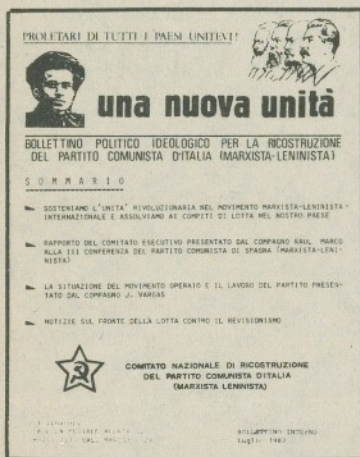 PROLETARI DI TUTTI I PAESI UNITEVI!
una nuova unità
BOLLETTINO POLITICO IDEOLOGICO PER LA RICOSTRUZIONE
DEL PARTITO COMUNISTA D'ITALIA (MARXISTA-LENINISTA)
SOMMARIO
SOSTENIAMO L'UNITA' RIVOLUZIONARIA NEL MOVIMENTO MARXISTA-LENINISTA
INTERNAZIONALE E ASSOLVIAMO AI COMPITI DI LOTTA NEL NOSTRO PAESE
RAPPORTO DEL COMITATO ESECUTIVO PRESENTATO DAL COMPAGNO RAUL MARCO
ALLA III CONFERENZA DEL PARTITO COMUNISTA DI SPAGNA (MARXISTA-LENI-
NISTA)
LA SITUAZIONE DEL MOVIMENTO OPERAIO E IL LAVORO DEL PARTITO PRESEN-
TATO DAL COMPAGNO J. VARGAS
NOTIZIE SUL FRONTE DELLA LOTTA CONTRO IL REVISIONISMO
COMITATO NAZIONALE DI RICOSTRUZIONE
DEL PARTITO COMUNISTA D'ITALIA
(MARXISTA LENINISTA)
BOLLETTINO INTERNO
Luglio